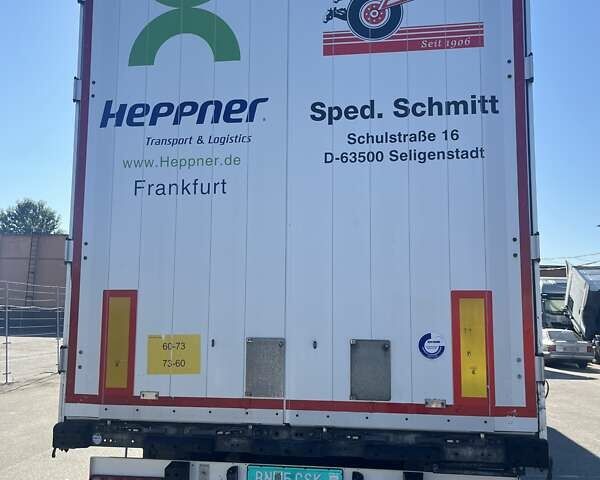 Seit 1906
Heppner
Transport & Logistics
www.Heppner.de
Frankfurt
Sped. Schmitt
Schulstraße 16
D-63500 Seligenstadt
60-73
73-60